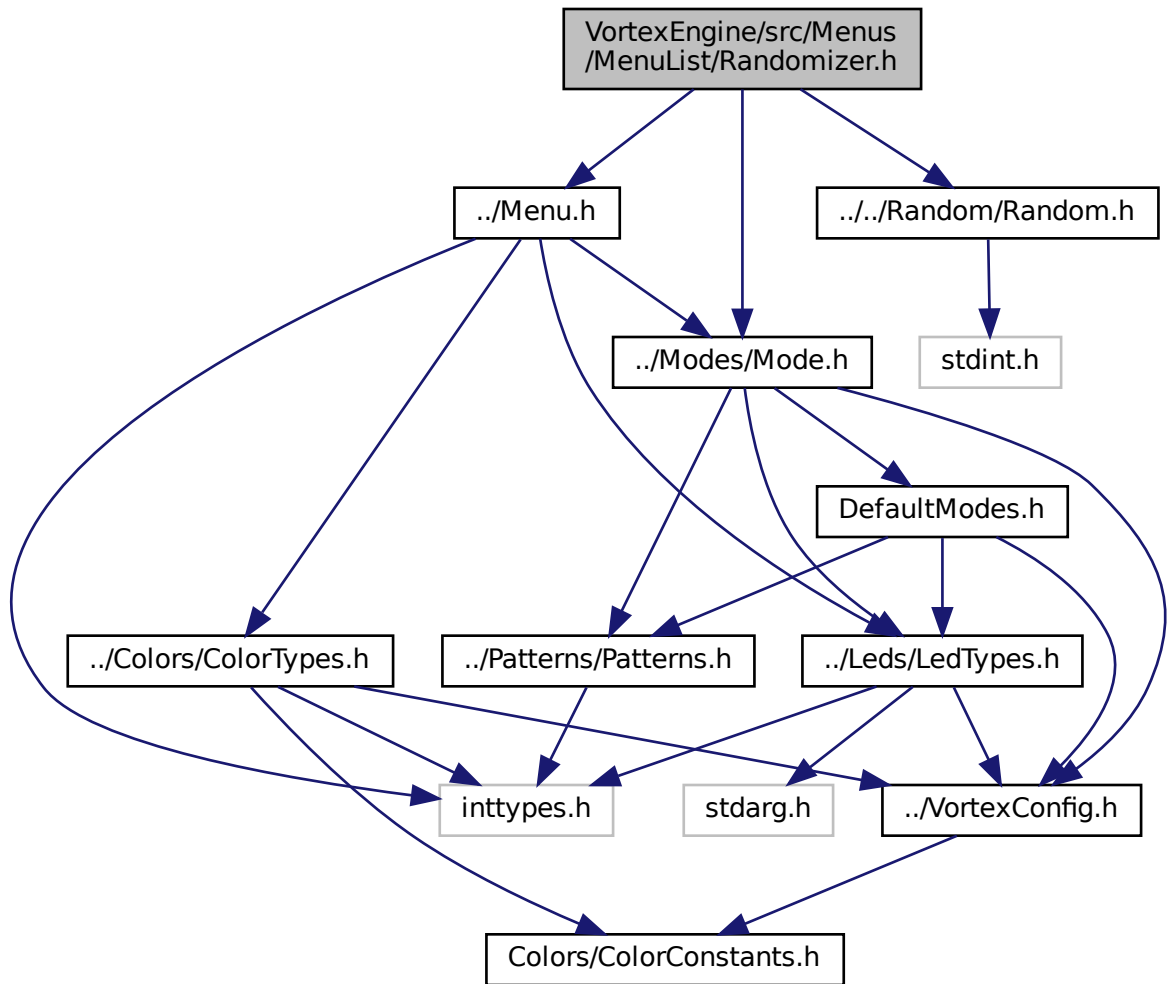 VortexEngine/src/Menus
/MenuList/Randomizer.h
../Menu.h
../../Random/Random.h
../Modes/Mode.h
stdint.h
DefaultModes.h
../Colors/ColorTypes.h
../Patterns/Patterns.h
../Leds/LedTypes.h
inttypes.h
stdarg.h
../VortexConfig.h
Colors/ColorConstants.h